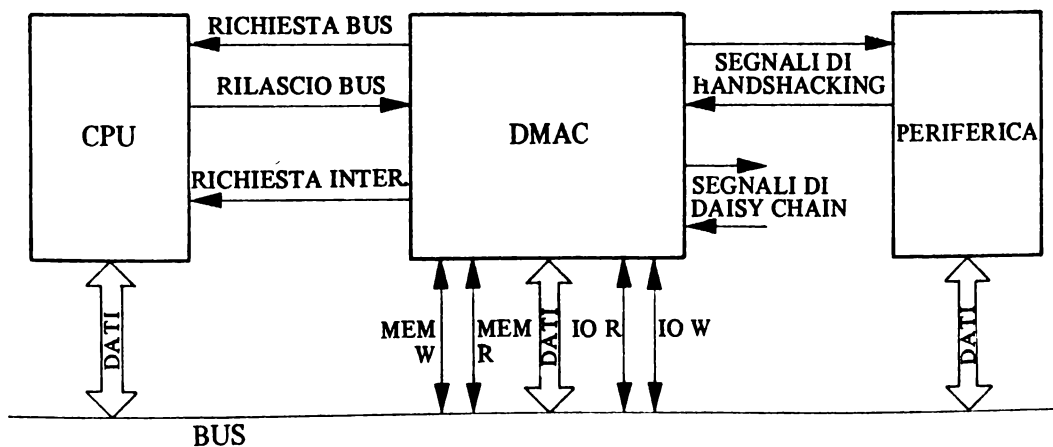 RICHIESTA BUS
RILASCIO BUS
RICHIESTA INTER.
CPU
DMAC
SEGNALI DI
HANDSHACKING
SEGNALI DI
DAISY CHAIN
PERIFERICA
DATI
MEM
W
MEM
R
DATI
IO R
IO W
DATI
BUS